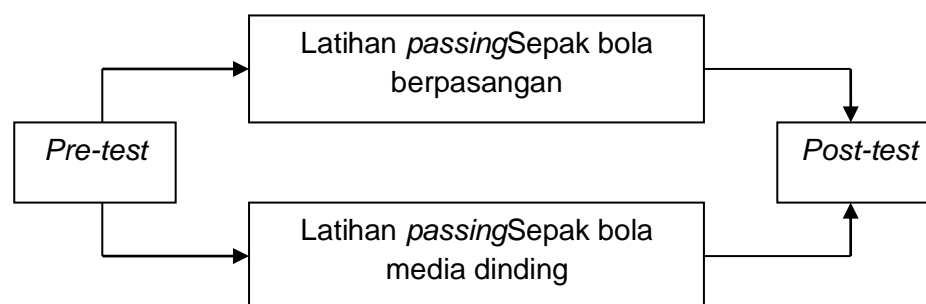 Latihan passingSepak bola
berpasangan
Pre-test
Post-test
Latihan passingSepak bola
media dinding